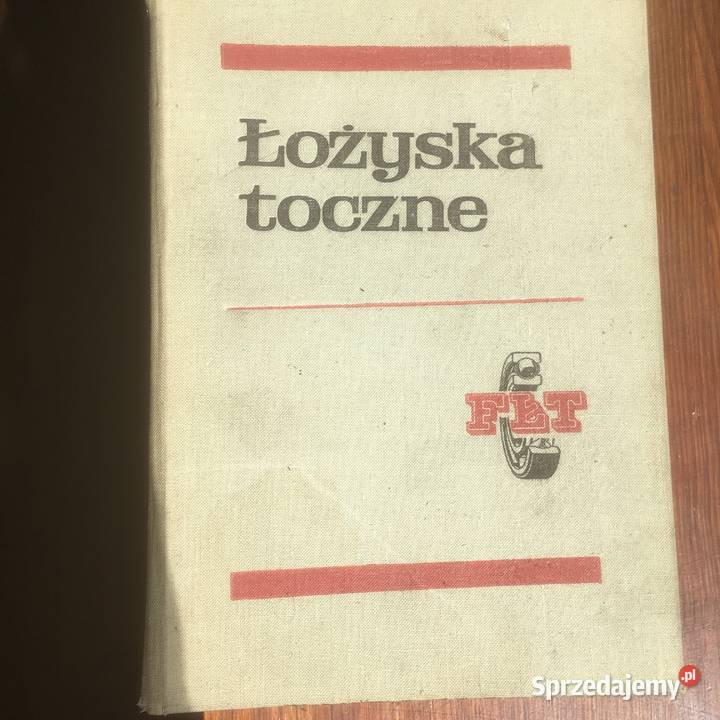 Łożyska
toczne
FŁT
Sprzedajemy.pl